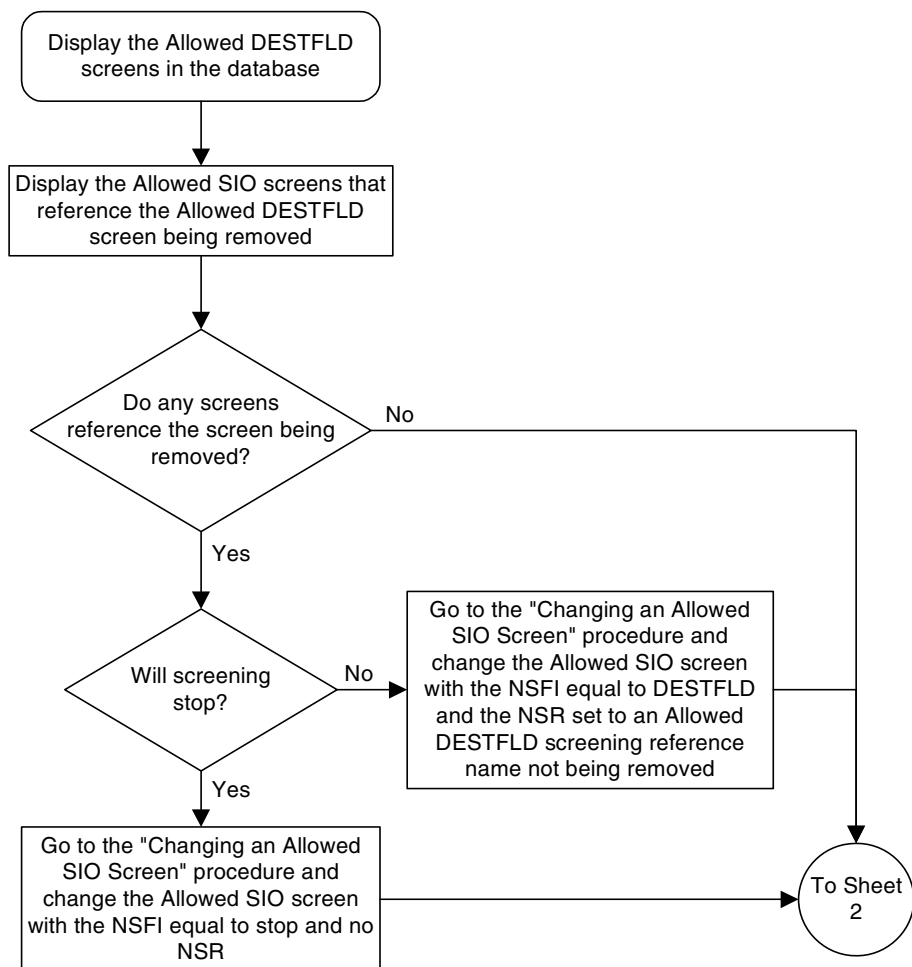 Display the Allowed DESTFLD
screens in the database
Display the Allowed SIO screens that
reference the Allowed DESTFLD
screen being removed
Do any screens
reference the screen being
removed?
No
Yes
Will screening
stop?
No
Go to the "Changing an Allowed
SIO Screen" procedure and
change the Allowed SIO screen
with the NSFI equal to DESTFLD
and the NSR set to an Allowed
DESTFLD screening reference
name not being removed
Yes
Go to the "Changing an Allowed
SIO Screen" procedure and
change the Allowed SIO screen
with the NSFI equal to stop and no
NSR
To Sheet
2